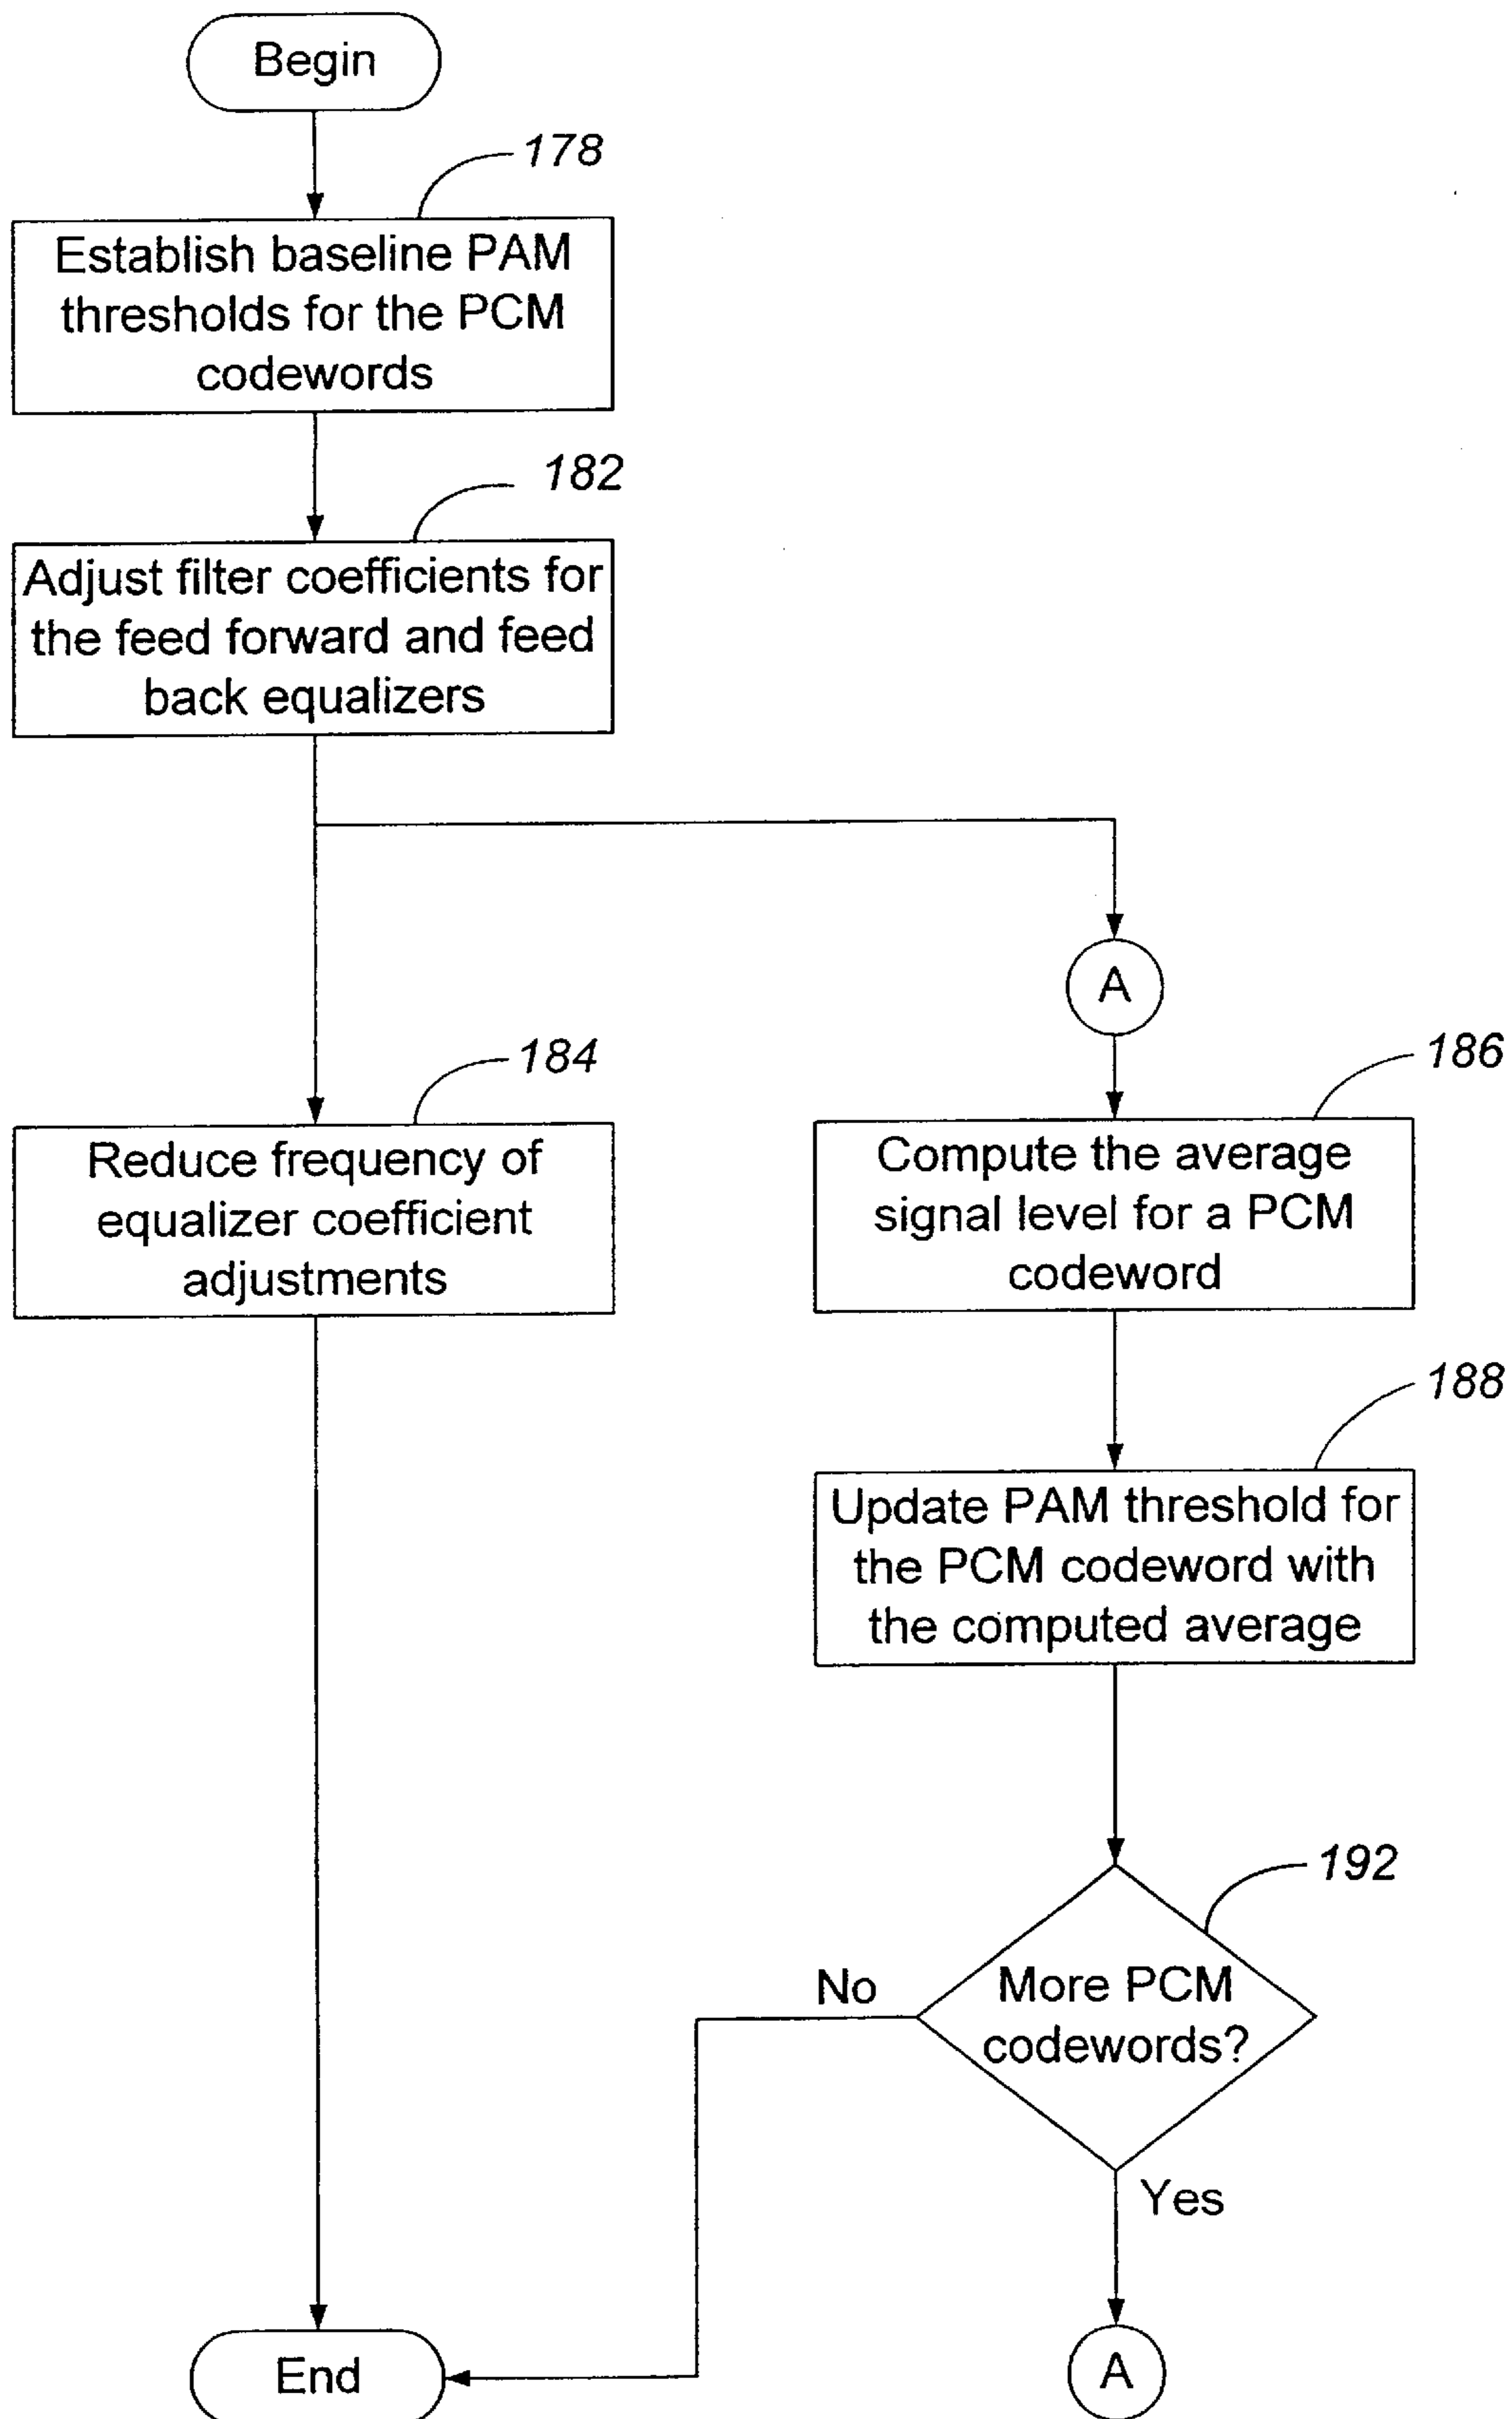 Begin
178
Establish baseline PAM
thresholds for the PCM
codewords
182
Adjust filter coefficients for
the feed forward and feed
back equalizers
A
184
Reduce frequency of
equalizer coefficient
adjustments
186
Compute the average
signal level for a PCM
codeword
188
Update PAM threshold for
the PCM codeword with
the computed average
192
More PCM
codewords?
No
Yes
End
A